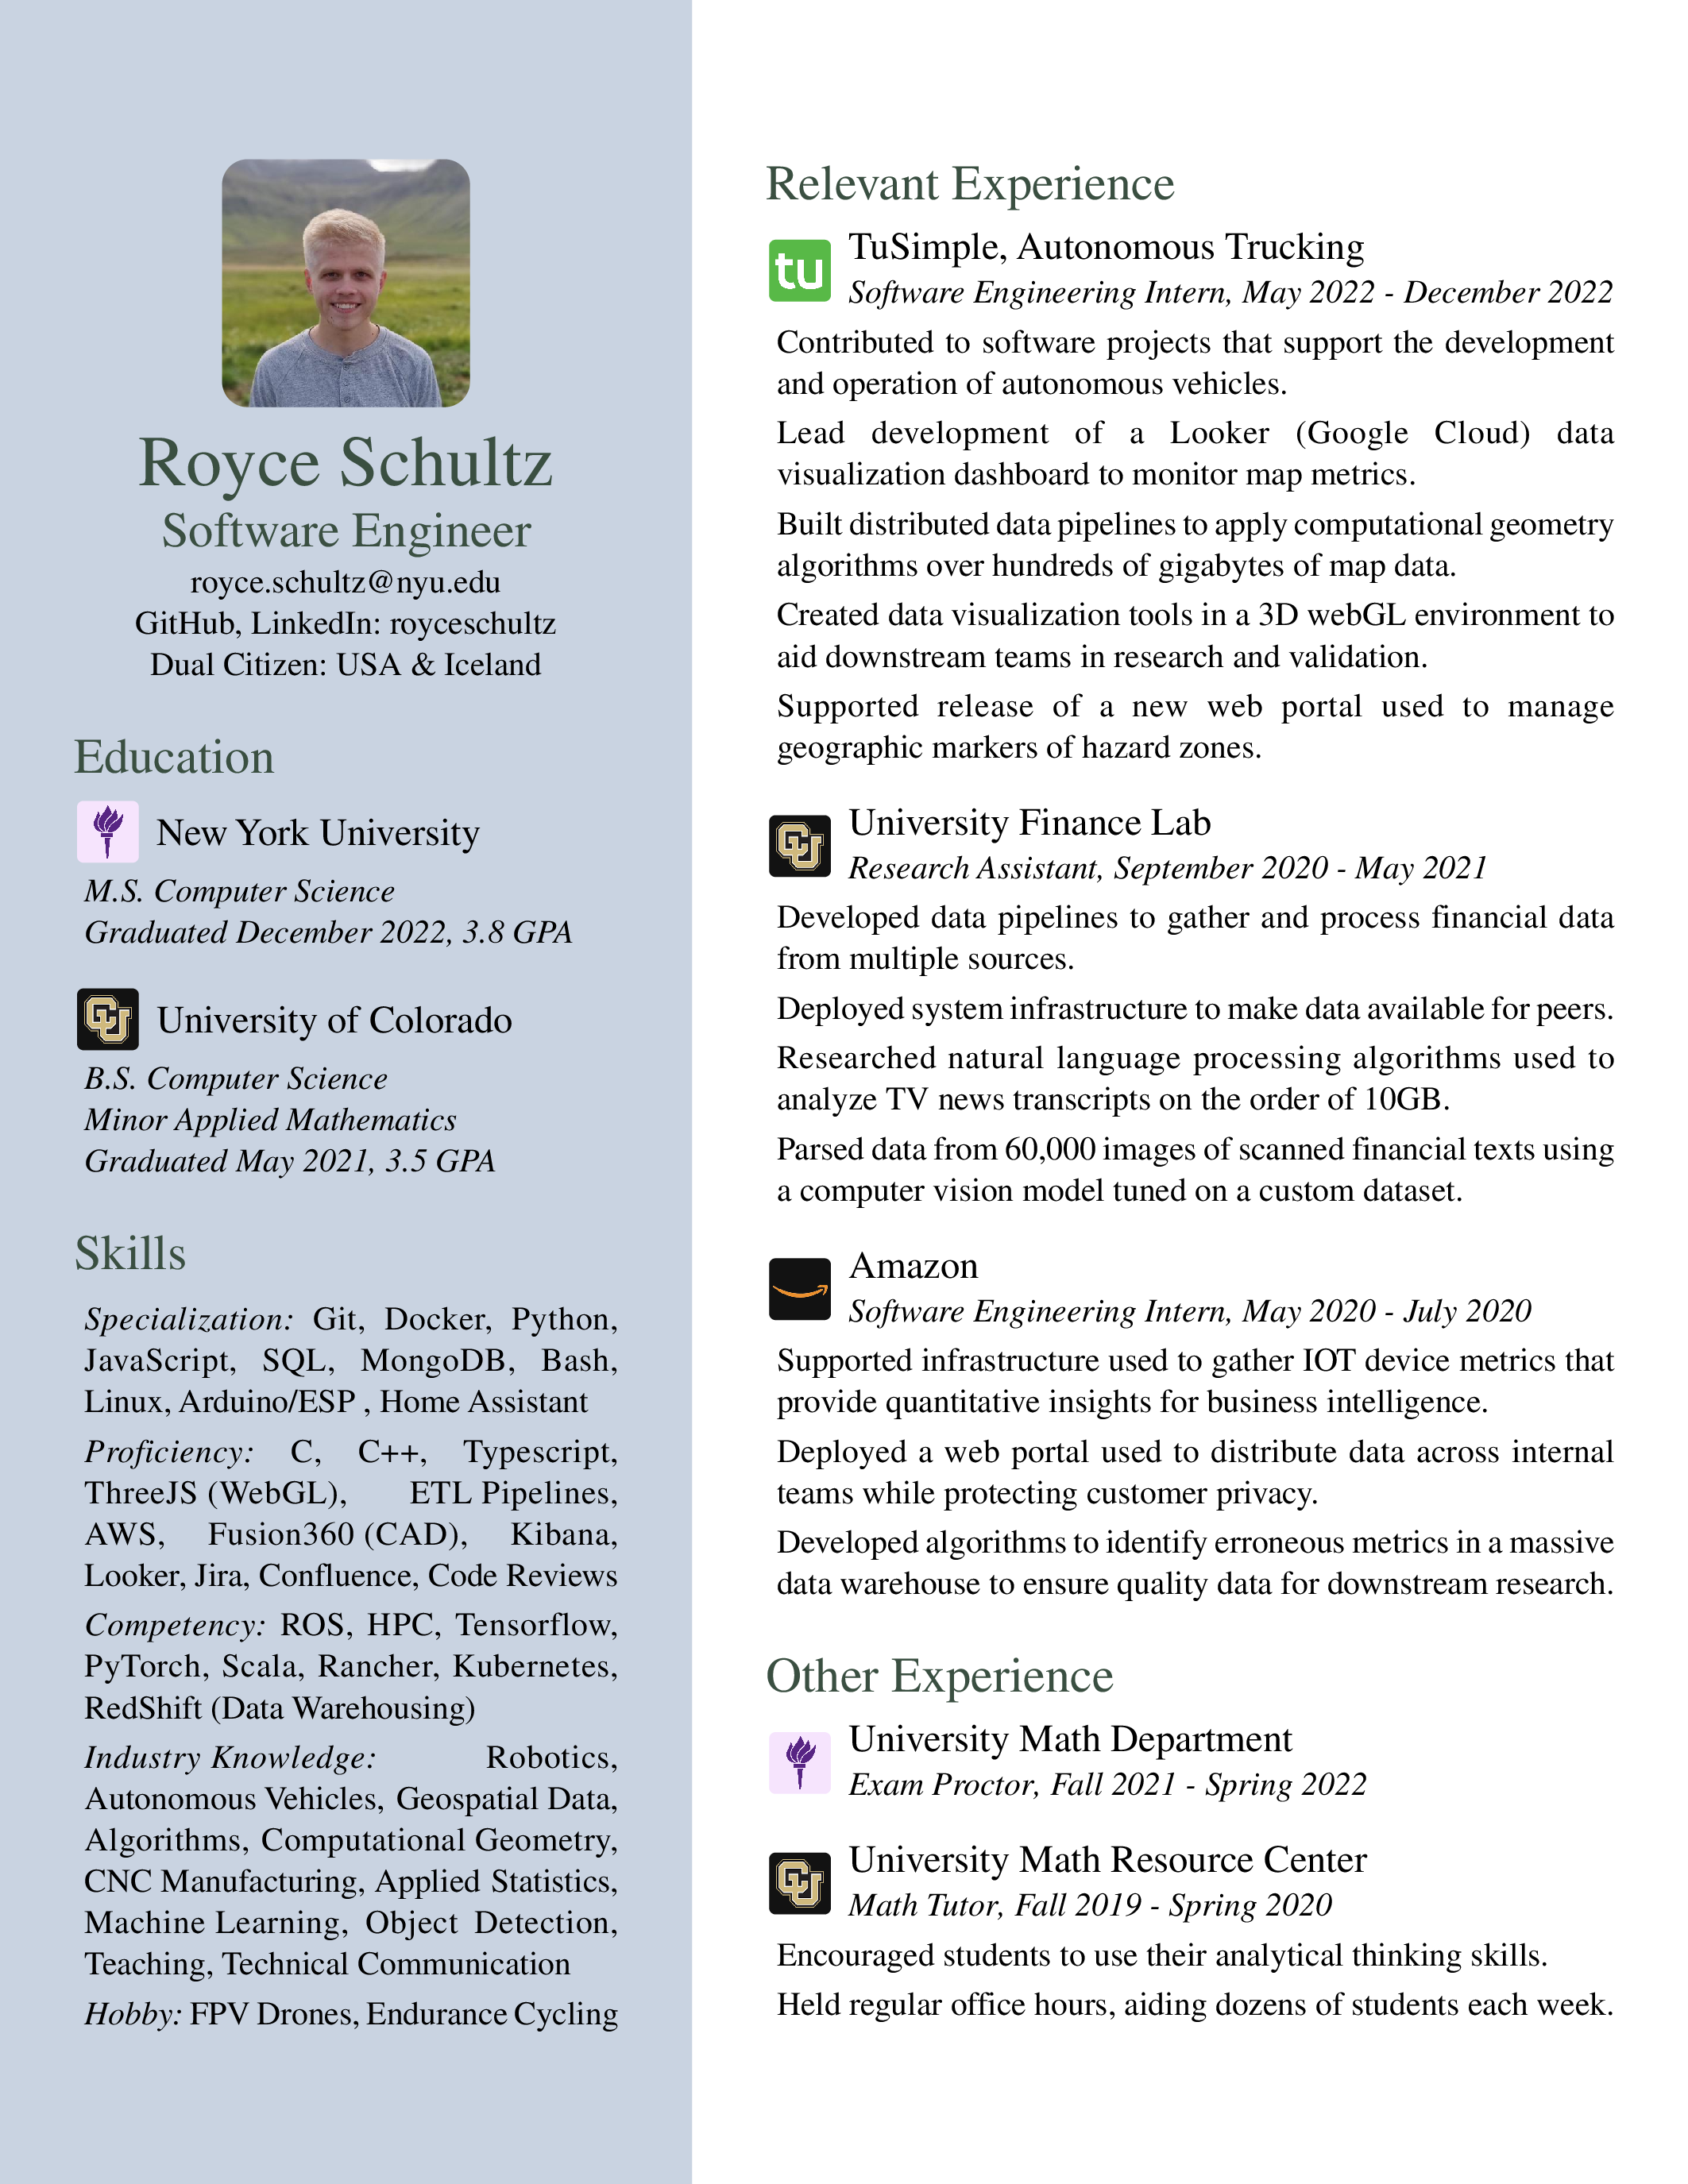 Royce Schultz
Software Engineer
royce.schultz@nyu.edu
GitHub, LinkedIn: royceschultz
Dual Citizen: USA & Iceland
Education
New York University
M.S. Computer Science
Graduated December 2022, 3.8 GPA
CU
University of Colorado
B.S. Computer Science
Minor Applied Mathematics
Graduated May 2021, 3.5 GPA
Skills
Specialization: Git, Docker, Python,
JavaScript, SQL, MongoDB, Bash,
Linux, Arduino/ESP , Home Assistant
Proficiency: C, C++, Typescript,
ThreeJS (WebGL), ETL Pipelines,
AWS, Fusion360 (CAD), Kibana,
Looker, Jira, Confluence, Code Reviews
Competency: ROS, HPC, Tensorflow,
PyTorch, Scala, Rancher, Kubernetes,
RedShift (Data Warehousing)
Industry Knowledge: Robotics,
Autonomous Vehicles, Geospatial Data,
Algorithms, Computational Geometry,
CNC Manufacturing, Applied Statistics,
Machine Learning, Object Detection,
Teaching, Technical Communication
Hobby: FPV Drones, Endurance Cycling
Relevant Experience
tu
TuSimple, Autonomous Trucking
Software Engineering Intern, May 2022 - December 2022
Contributed to software projects that support the development
and operation of autonomous vehicles.
Lead development of a Looker (Google Cloud) data
visualization dashboard to monitor map metrics.
Built distributed data pipelines to apply computational geometry
algorithms over hundreds of gigabytes of map data.
Created data visualization tools in a 3D webGL environment to
aid downstream teams in research and validation.
Supported release of a new web portal used to manage
geographic markers of hazard zones.
CU
University Finance Lab
Research Assistant, September 2020 - May 2021
Developed data pipelines to gather and process financial data
from multiple sources.
Deployed system infrastructure to make data available for peers.
Researched natural language processing algorithms used to
analyze TV news transcripts on the order of 10GB.
Parsed data from 60,000 images of scanned financial texts using
a computer vision model tuned on a custom dataset.
Amazon
Software Engineering Intern, May 2020 - July 2020
Supported infrastructure used to gather IOT device metrics that
provide quantitative insights for business intelligence.
Deployed a web portal used to distribute data across internal
teams while protecting customer privacy.
Developed algorithms to identify erroneous metrics in a massive
data warehouse to ensure quality data for downstream research.
Other Experience
University Math Department
Exam Proctor, Fall 2021 - Spring 2022
CU
University Math Resource Center
Math Tutor, Fall 2019 - Spring 2020
Encouraged students to use their analytical thinking skills.
Held regular office hours, aiding dozens of students each week.